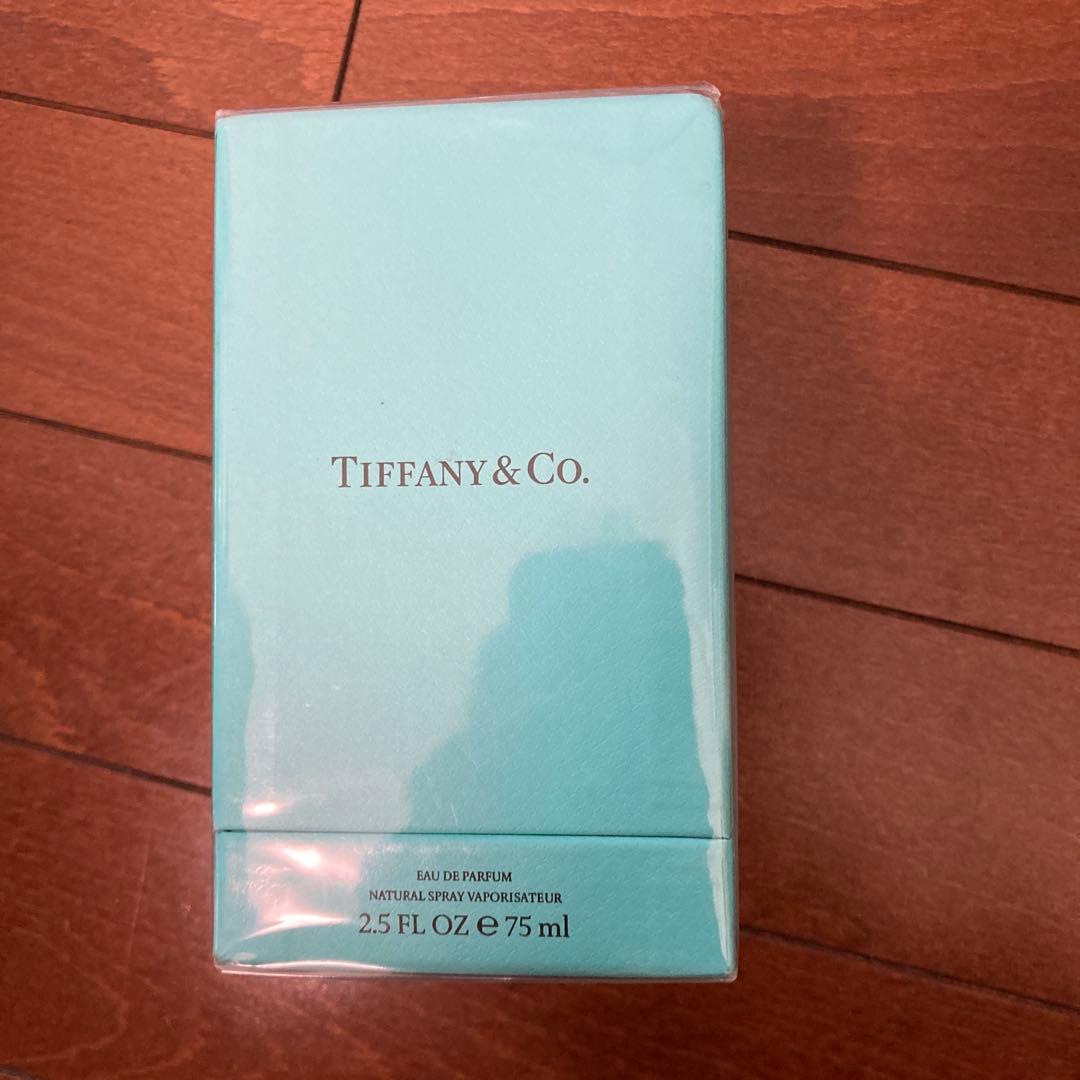 TIFFANY & CO.
EAU DE PARFUM
NATURAL SPRAY VAPORISATEUR
2.5 FL OZ ℮ 75 ml